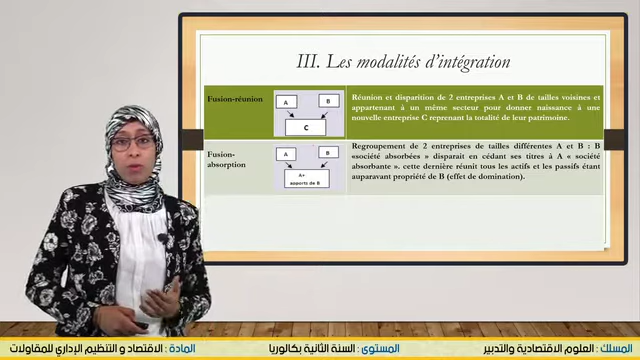 III. Les modalités d'intégration
Fusion-réunion
A
B
C
Réunion et disparition de 2 entreprises A et B de tailles voisines et
appartenant à un même secteur pour donner naissance à une
nouvelle entreprise C reprenant la totalité de leur patrimoine.
Fusion-
absorption
A
B
A+
apports de B
Regroupement de 2 entreprises de tailles différentes A et B : B
«société absorbées» disparait en cédant ses titres à A « société
absorbante ». cette dernière réunit tous les actifs et les passifs étant
auparavant propriété de B (effet de domination).
المسلك : العلوم الاقتصادية والتدبير
المستوى : السنة الثانية بكالوريا
المادة : الاقتصاد و التنظيم الإداري للمقاولات